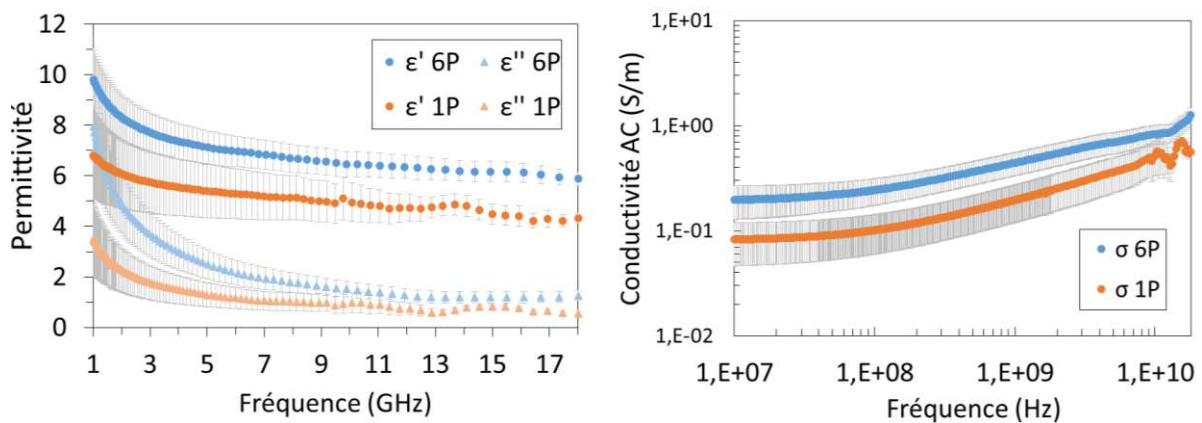 Permittivité
12
10
8
6
4
2
0
ε' 6P ε'' 6P
ε' 1P ε'' 1P
1 3 5 7 9 11 13 15 17
Fréquence (GHz)
Conductivité AC (S/m)
1,E+01
1,E+00
1,E-01
1,E-02
σ 6P
σ 1P
1,E+07 1,E+08 1,E+09 1,E+10
Fréquence (Hz)